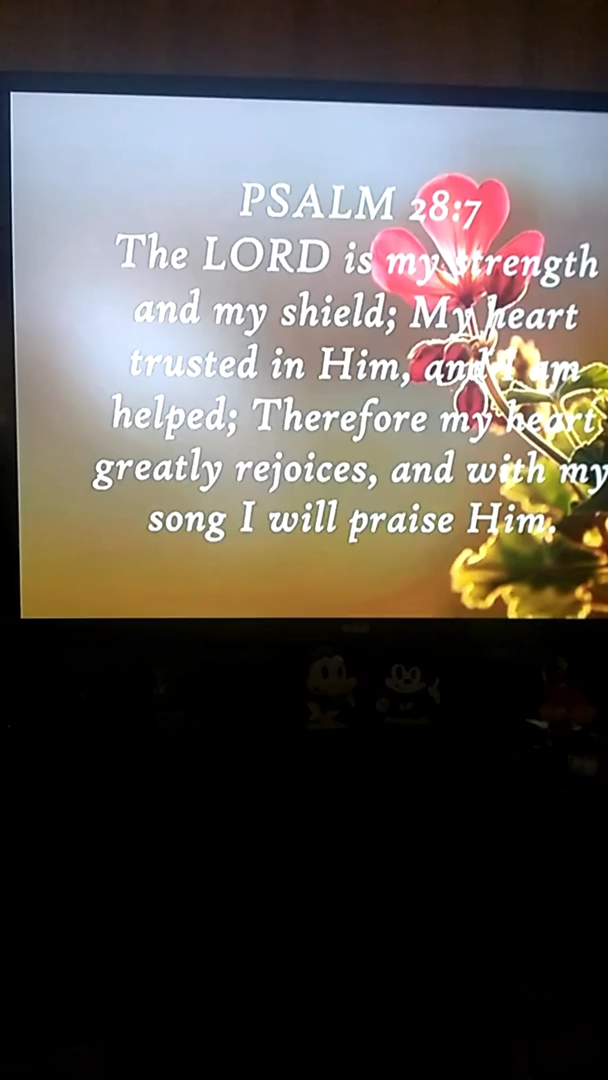 PSALM 28:7
The LORD is my strength
and my shield; My heart
trusted in Him, and I am
helped; Therefore my heart
greatly rejoices, and with my
song I will praise Him.